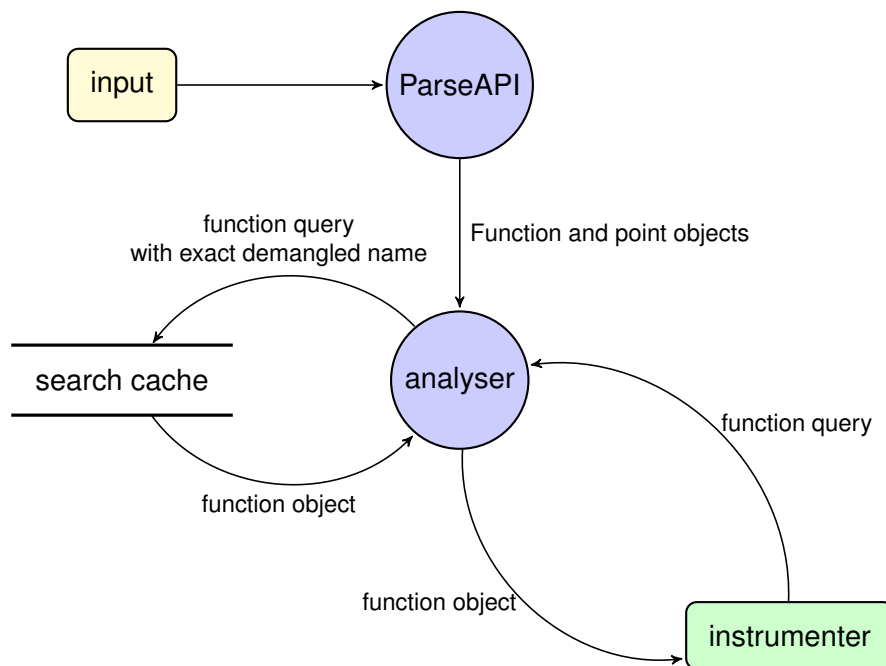 input
ParseAPI
function query
with exact demangled name
Function and point objects
search cache
analyser
function query
function object
function object
instrumenter